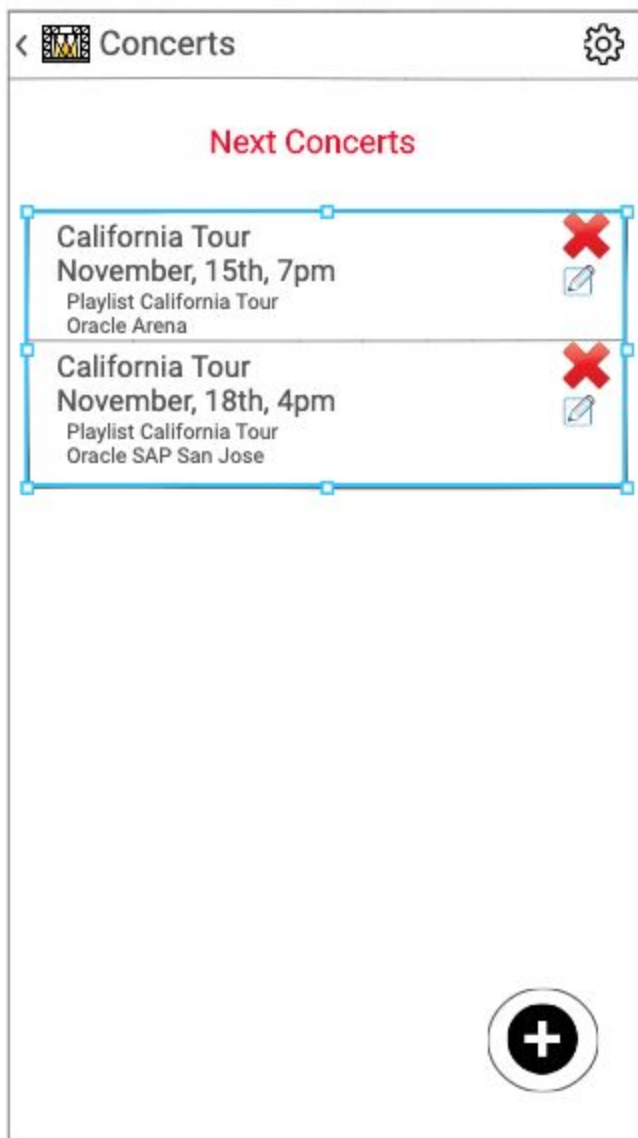 Concerts
Next Concerts
California Tour
November, 15th, 7pm
Playlist California Tour
Oracle Arena
California Tour
November, 18th, 4pm
Playlist California Tour
Oracle SAP San Jose